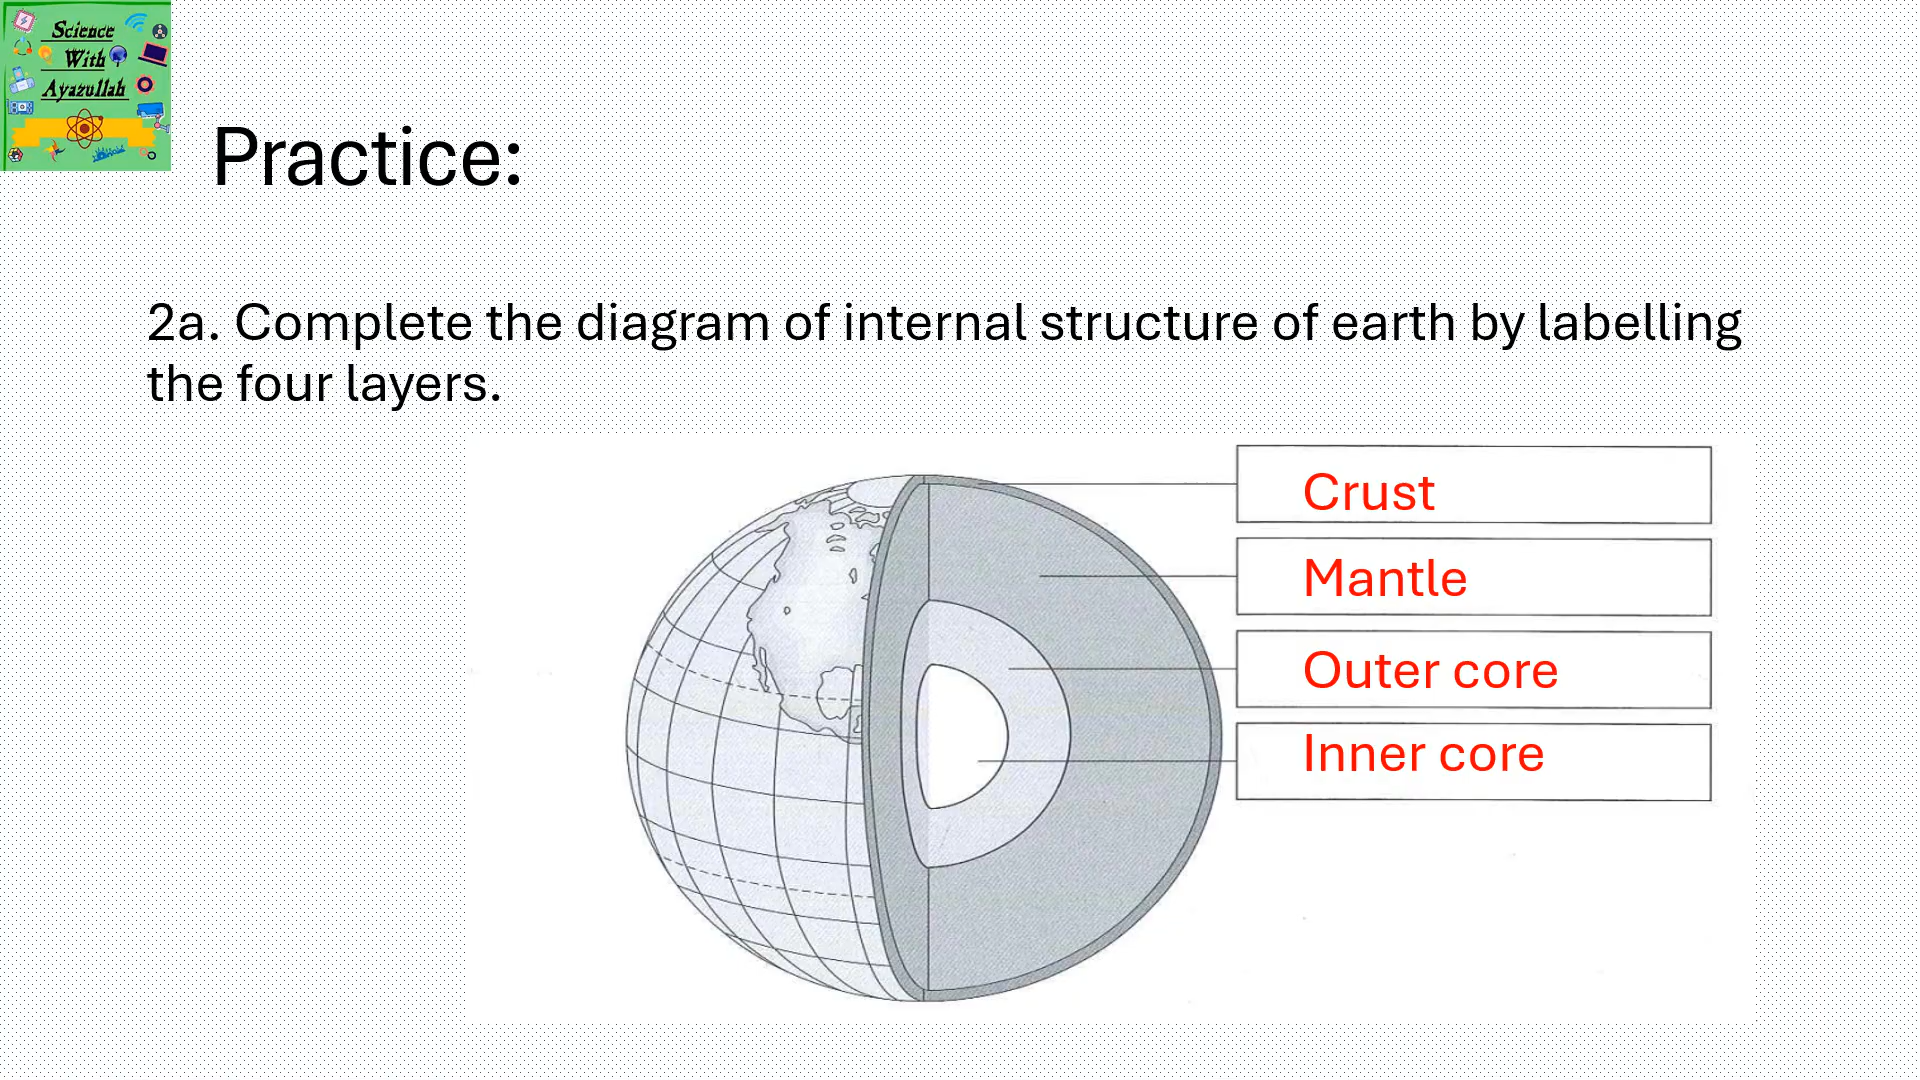 Science
With
Ayazullah
Practice:
2a. Complete the diagram of internal structure of earth by labelling
the four layers.
Crust
Mantle
Outer core
Inner core